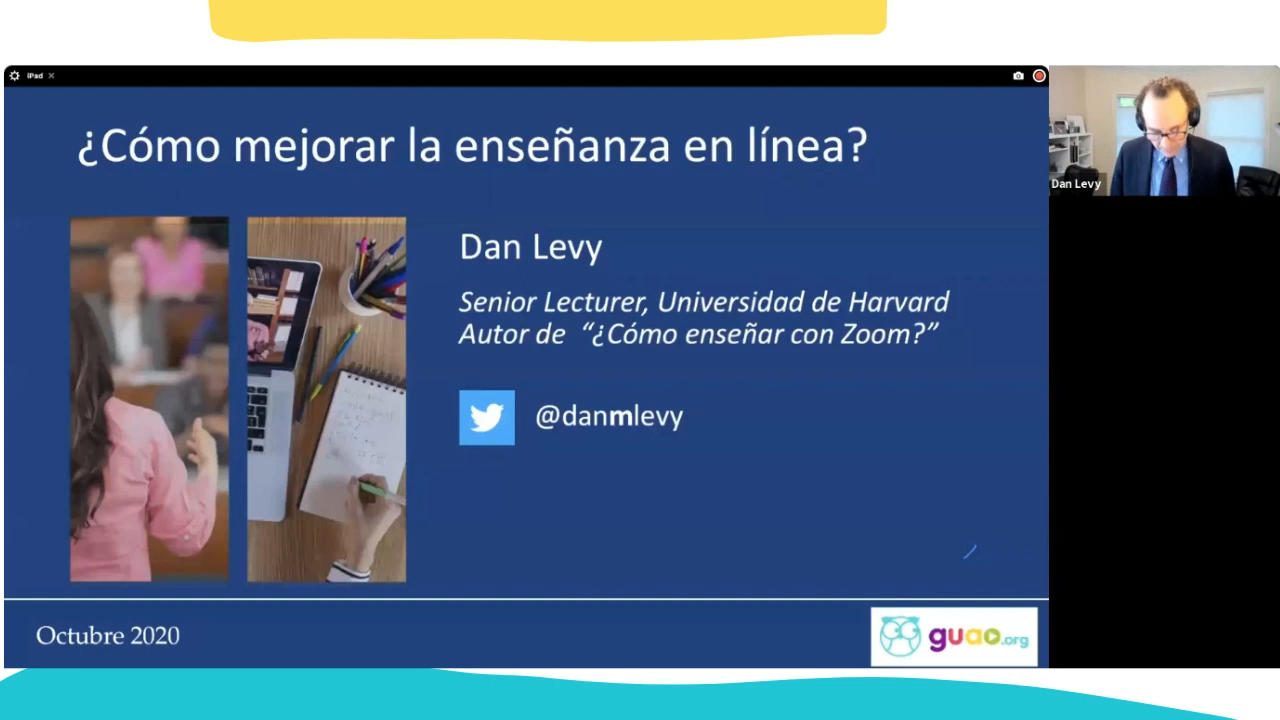 iPad
¿Cómo mejorar la enseñanza en línea?
Dan Levy
Dan Levy
Senior Lecturer, Universidad de Harvard
Autor de “¿Cómo enseñar con Zoom?”
@danmlevy
Octubre 2020
guao.org